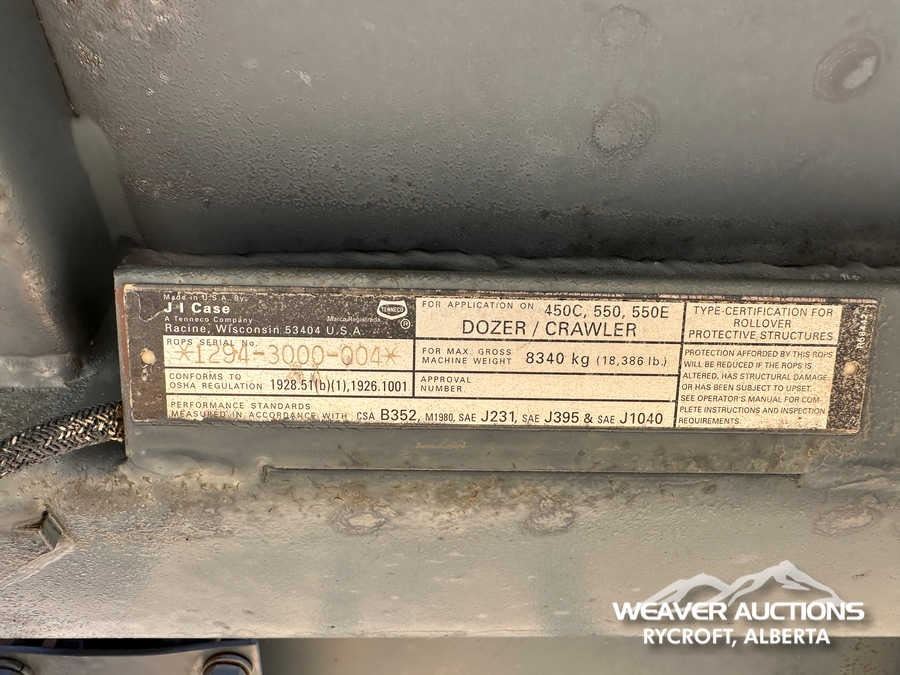 Made in U.S.A. By:
J I Case
A Tenneco Company
Racine, Wisconsin 53404 U.S.A.
TENNECO
Marca Registrada
®
ROPS SERIAL No.
*1294-3000-004*
CONFORMS TO
OSHA REGULATION 1928.51(b)(1),1926.1001
PERFORMANCE STANDARDS
MEASURED IN ACCORDANCE WITH CSA B352, M1980, SAE J231, SAE J395 & SAE J1040
FOR APPLICATION ON 450C, 550, 550E
DOZER / CRAWLER
FOR MAX. GROSS
MACHINE WEIGHT 8340 kg (18,386 lb.)
APPROVAL
NUMBER
TYPE-CERTIFICATION FOR
ROLLOVER
PROTECTIVE STRUCTURES
PROTECTION AFFORDED BY THIS ROPS
WILL BE REDUCED IF THE ROPS IS
ALTERED, HAS STRUCTURAL DAMAGE
OR HAS BEEN SUBJECT TO UPSET.
SEE OPERATOR'S MANUAL FOR COM-
PLETE INSTRUCTIONS AND INSPECTION
REQUIREMENTS.
WEAVER AUCTIONS
RYCROFT, ALBERTA